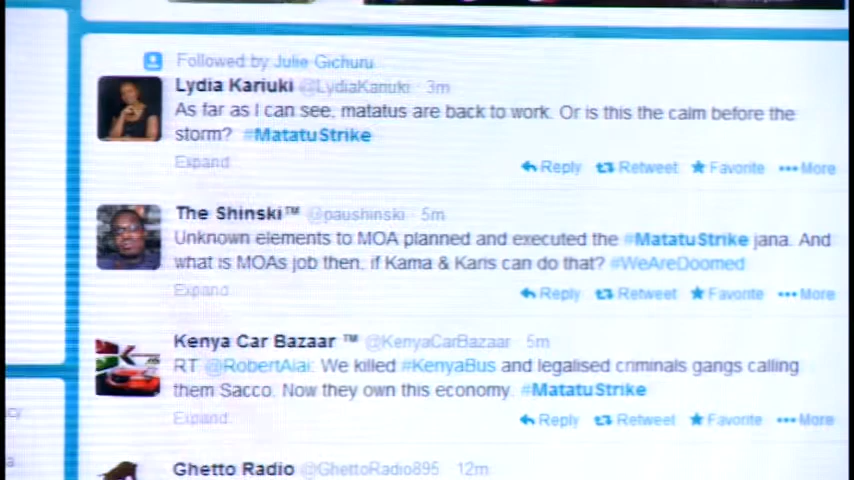 Followed by Julie Gichuru
Lydia Kariuki @LydiaKariuki · 3m
As far as I can see, matatus are back to work. Or is this the calm before the
storm? #MatatuStrike
Expand
Reply Retweet Favorite More
The Shinski™ @paushinski · 5m
Unknown elements to MOA planned and executed the #MatatuStrike jana. And
what is MOAs job then, if Kama & Karis can do that? #WeAreDoomed
Expand
Reply Retweet Favorite More
Kenya Car Bazaar ™ @KenyaCarBazaar · 5m
RT @RobertAlai: We killed #KenyaBus and legalised criminals gangs calling
them Sacco. Now they own this economy. #MatatuStrike
Expand
Reply Retweet Favorite More
Ghetto Radio @GhettoRadio895 · 12m